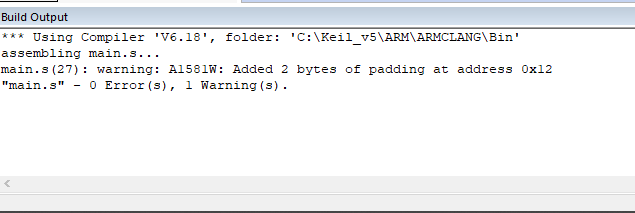 Build Output
*** Using Compiler 'V6.18', folder: 'C:\Keil_v5\ARM\ARMCLANG\Bin'
assembling main.s...
main.s(27): warning: A1581W: Added 2 bytes of padding at address 0x12
"main.s" - 0 Error(s), 1 Warning(s).